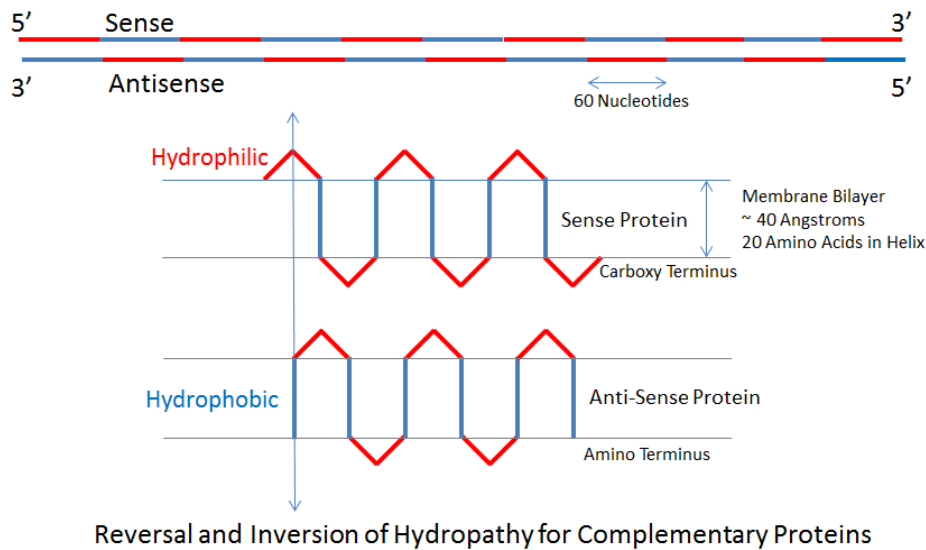 5’ Sense 3’
3’ Antisense 5’
60 Nucleotides
Hydrophilic
Membrane Bilayer
~ 40 Angstroms
20 Amino Acids in Helix
Sense Protein
Carboxy Terminus
Hydrophobic
Anti-Sense Protein
Amino Terminus
Reversal and Inversion of Hydropathy for Complementary Proteins